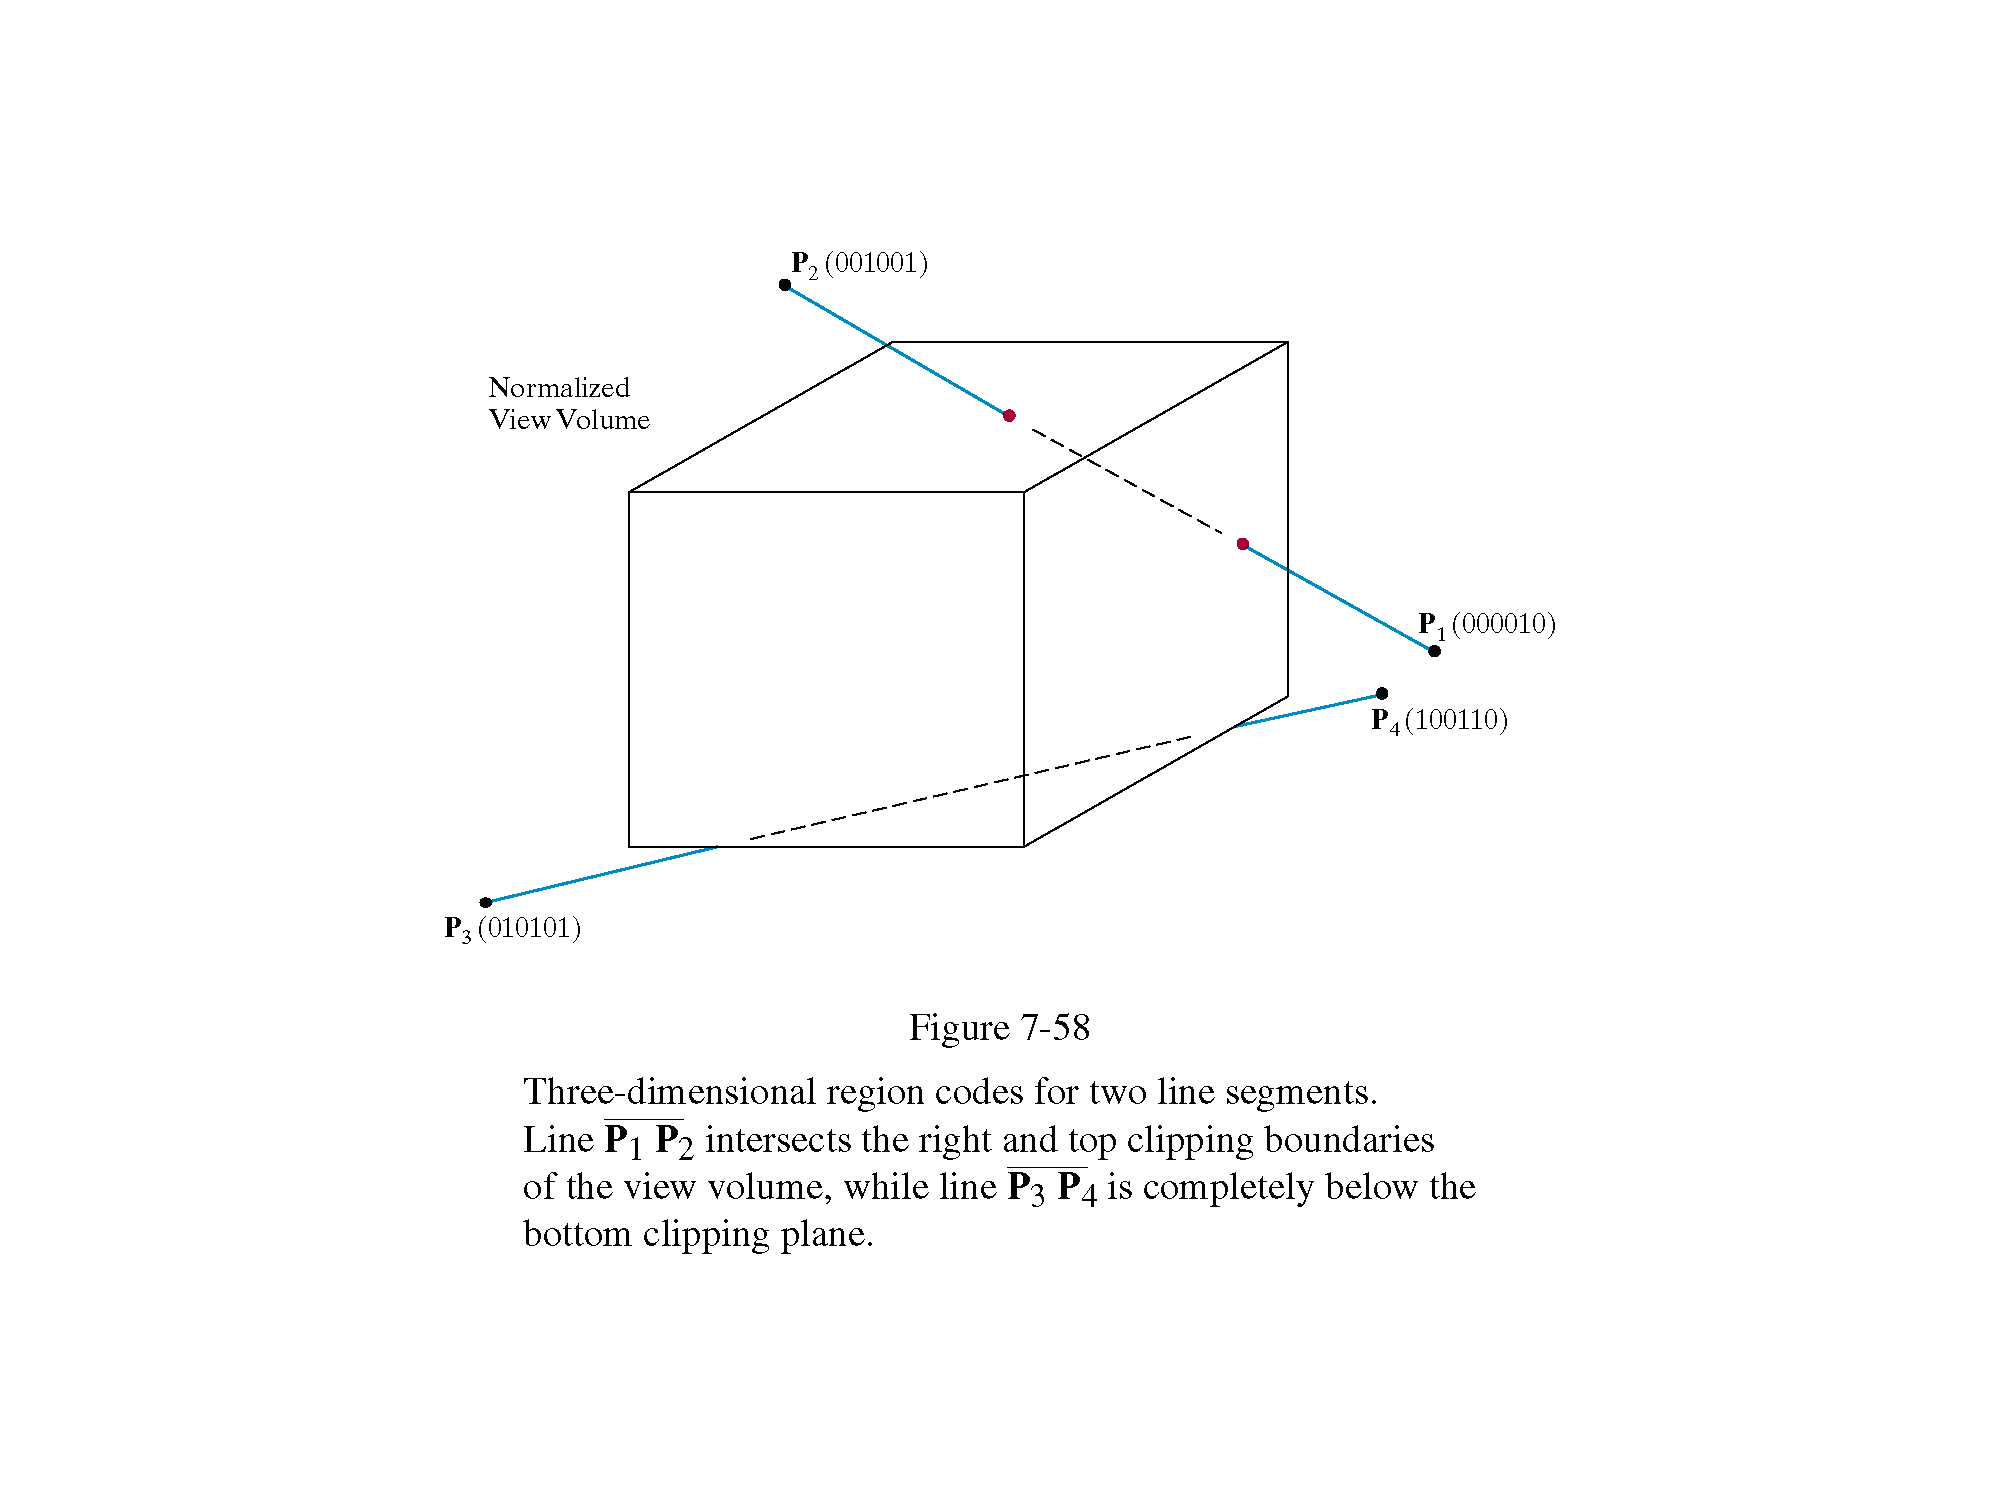 P2 (001001)
Normalized
View Volume
P1 (000010)
P4 (100110)
P3 (010101)
Figure 7-58
Three-dimensional region codes for two line segments.
Line P1 P2 intersects the right and top clipping boundaries
of the view volume, while line P3 P4 is completely below the
bottom clipping plane.